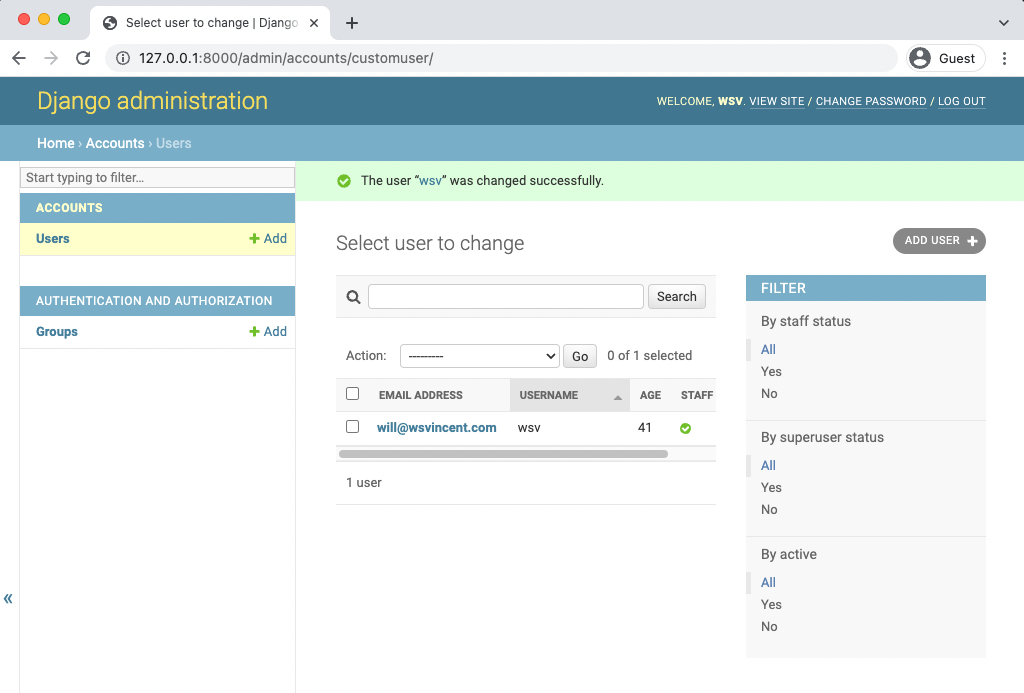 Select user to change | Django
127.0.0.1:8000/admin/accounts/customuser/
Guest
Django administration
WELCOME, WSV. VIEW SITE / CHANGE PASSWORD / LOG OUT
Home › Accounts › Users
Start typing to filter...
ACCOUNTS
Users
+ Add
AUTHENTICATION AND AUTHORIZATION
Groups
+ Add
«
The user “wsv” was changed successfully.
Select user to change
ADD USER +
Search
Action:
---------
Go
0 of 1 selected
EMAIL ADDRESS USERNAME AGE STAFF
will@wsvincent.com wsv 41
1 user
FILTER
By staff status
All
Yes
No
By superuser status
All
Yes
No
By active
All
Yes
No